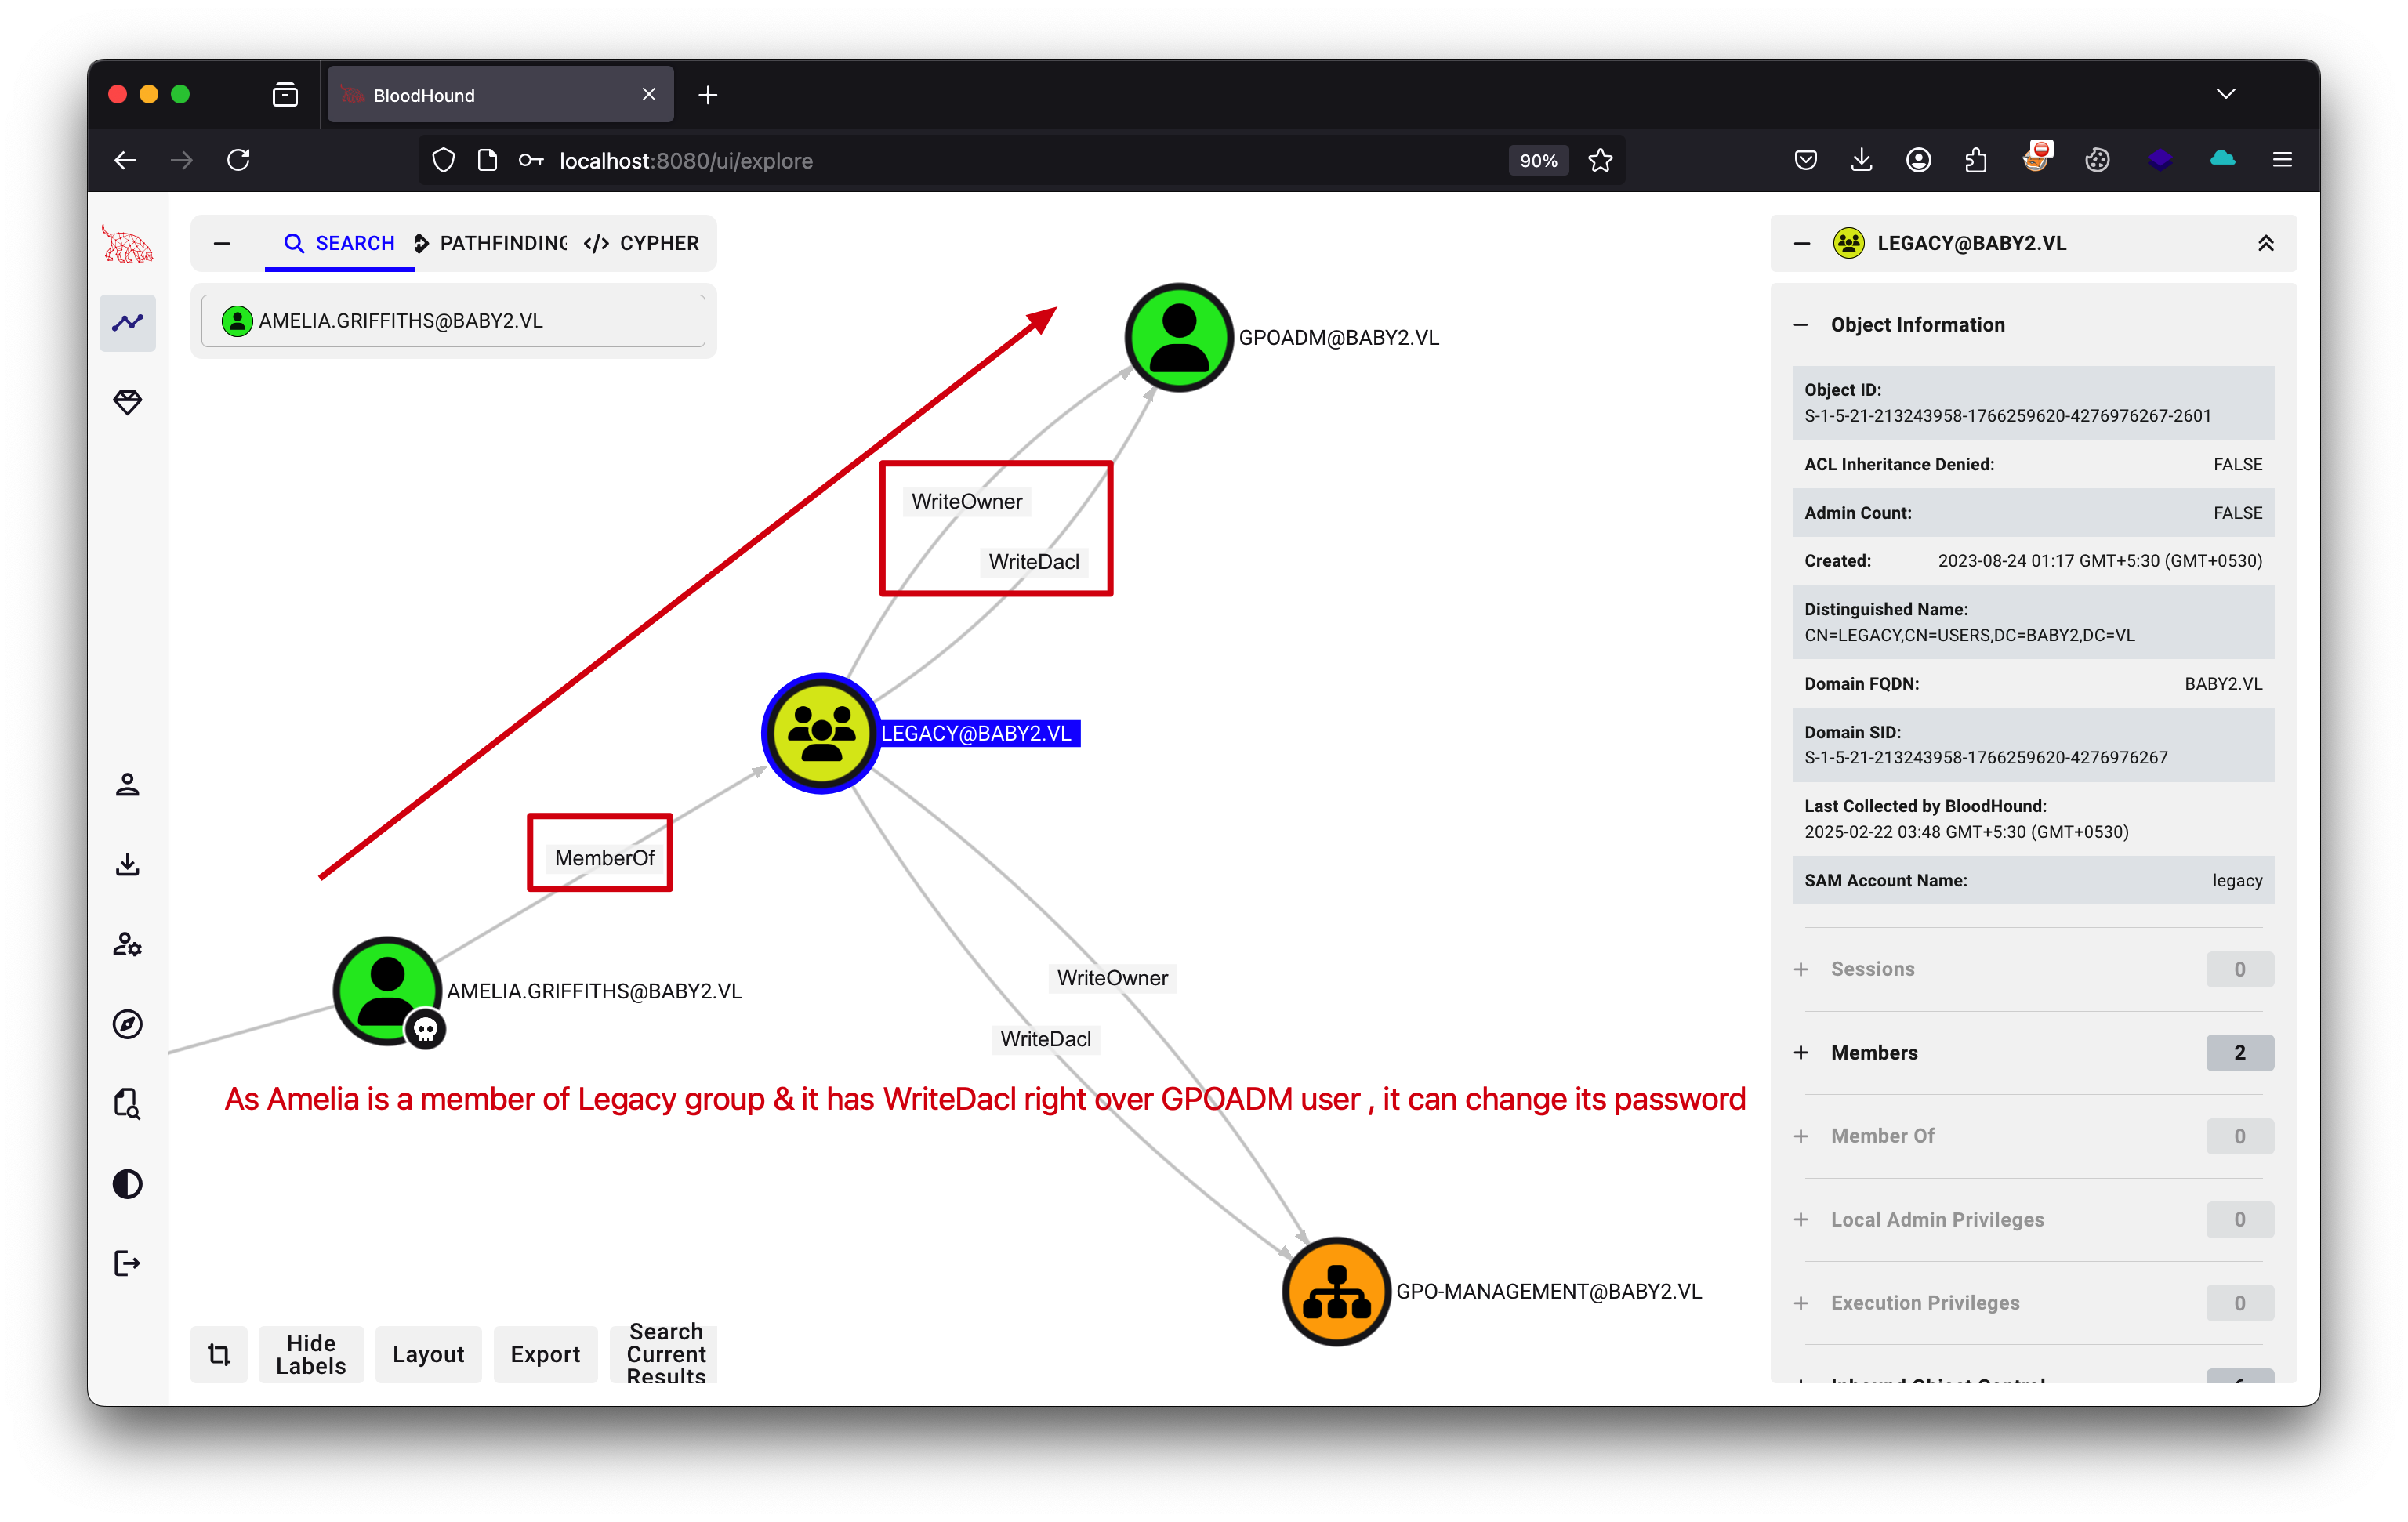 BloodHound
localhost:8080/ui/explore
90%
SEARCH
PATHFINDING
</> CYPHER
AMELIA.GRIFFITHS@BABY2.VL
GPOADM@BABY2.VL
WriteOwner
WriteDacl
LEGACY@BABY2.VL
MemberOf
AMELIA.GRIFFITHS@BABY2.VL
WriteOwner
WriteDacl
As Amelia is a member of Legacy group & it has WriteDacl right over GPOADM user , it can change its password
GPO-MANAGEMENT@BABY2.VL
Hide
Labels
Layout
Export
Search
Current
Results
LEGACY@BABY2.VL
Object Information
Object ID:
S-1-5-21-213243958-1766259620-4276976267-2601
ACL Inheritance Denied: FALSE
Admin Count: FALSE
Created: 2023-08-24 01:17 GMT+5:30 (GMT+0530)
Distinguished Name:
CN=LEGACY,CN=USERS,DC=BABY2,DC=VL
Domain FQDN: BABY2.VL
Domain SID:
S-1-5-21-213243958-1766259620-4276976267
Last Collected by BloodHound:
2025-02-22 03:48 GMT+5:30 (GMT+0530)
SAM Account Name: legacy
Sessions 0
Members 2
Member Of 0
Local Admin Privileges 0
Execution Privileges 0
Inbound Object Control